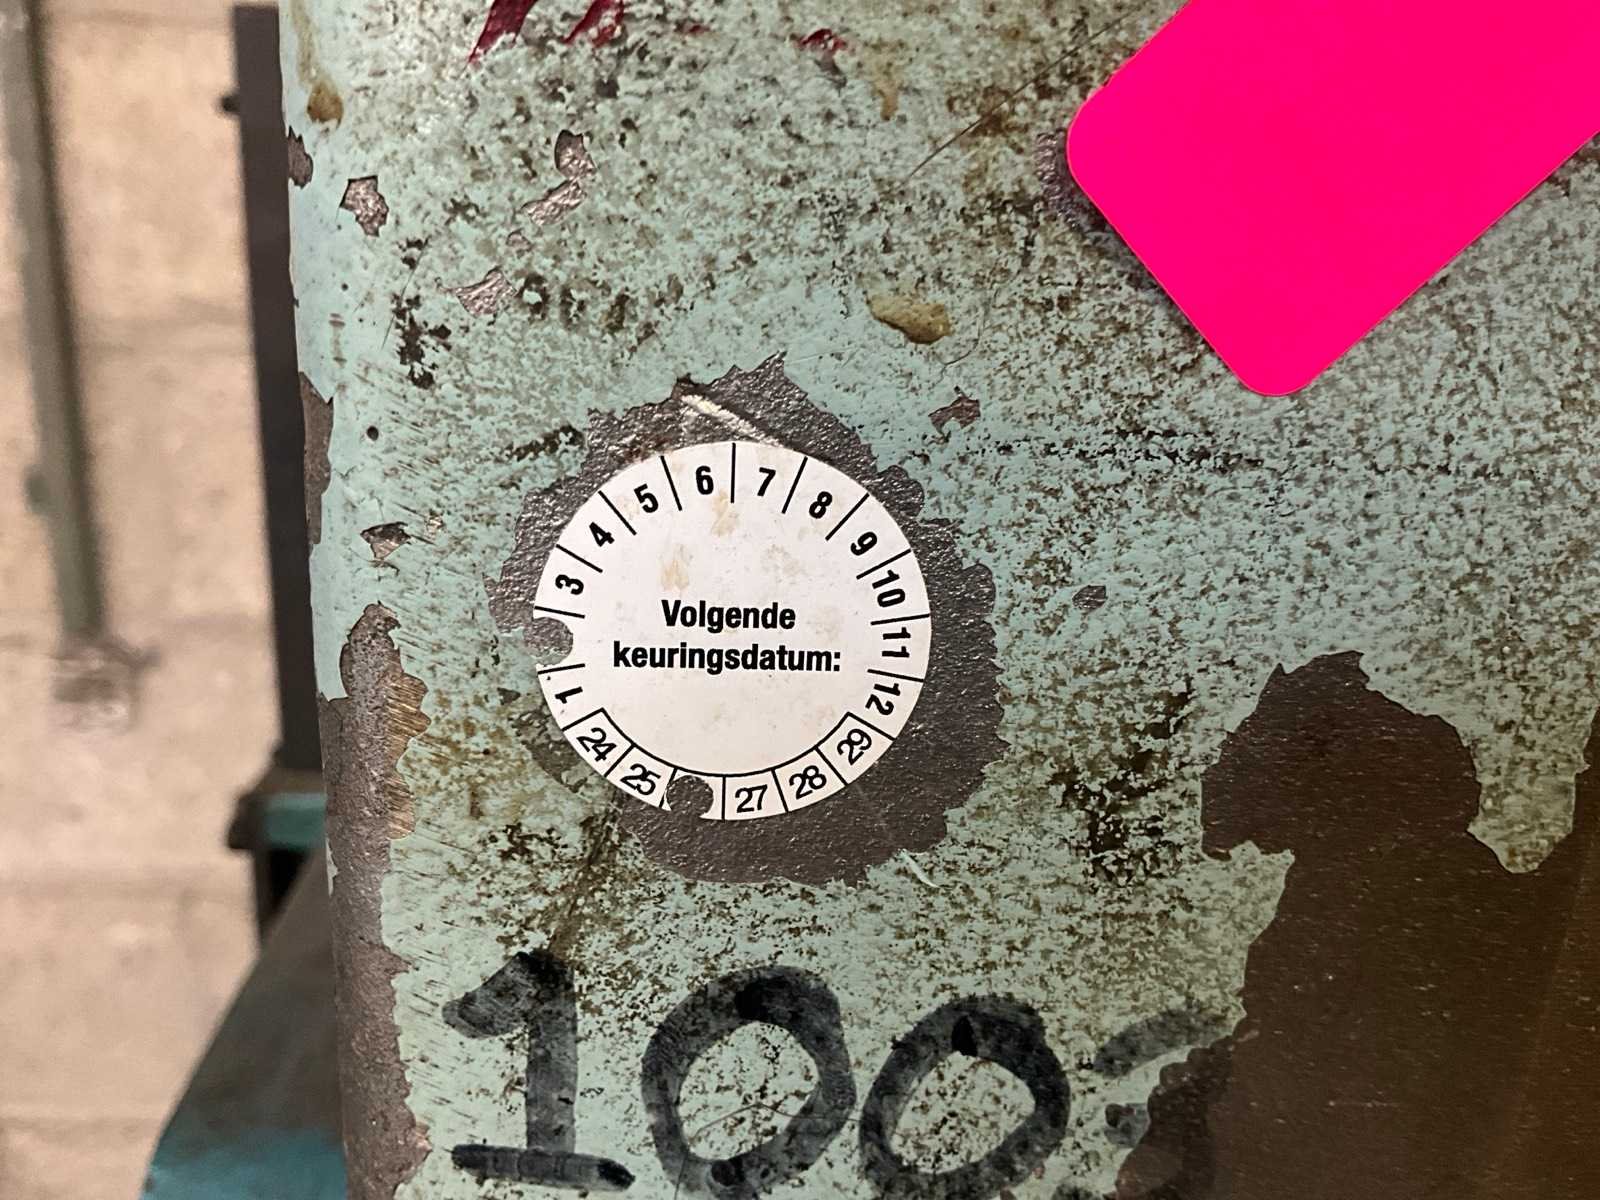 1 3 4 5 6 7 8 9 10 11 12
Volgende
keuringsdatum:
24 25 27 28 29
100